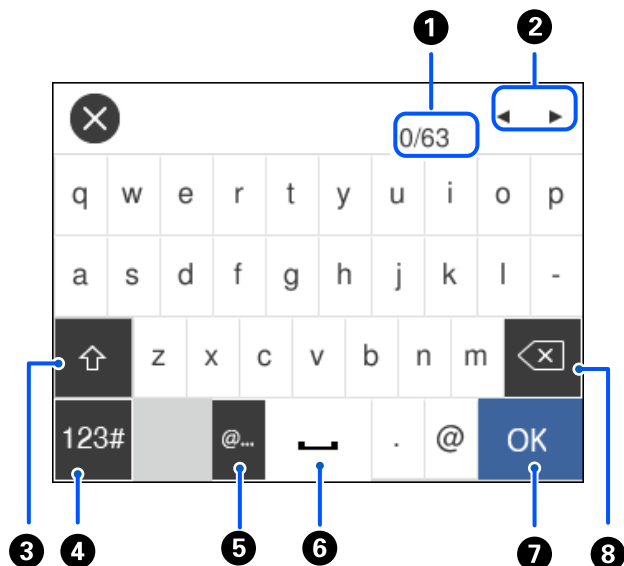 1 2
0/63 ◀ ▶
q w e r t y u i o p
a s d f g h j k l -
z x c v b n m
123# @... . @ OK
3 4 5 6 7 8